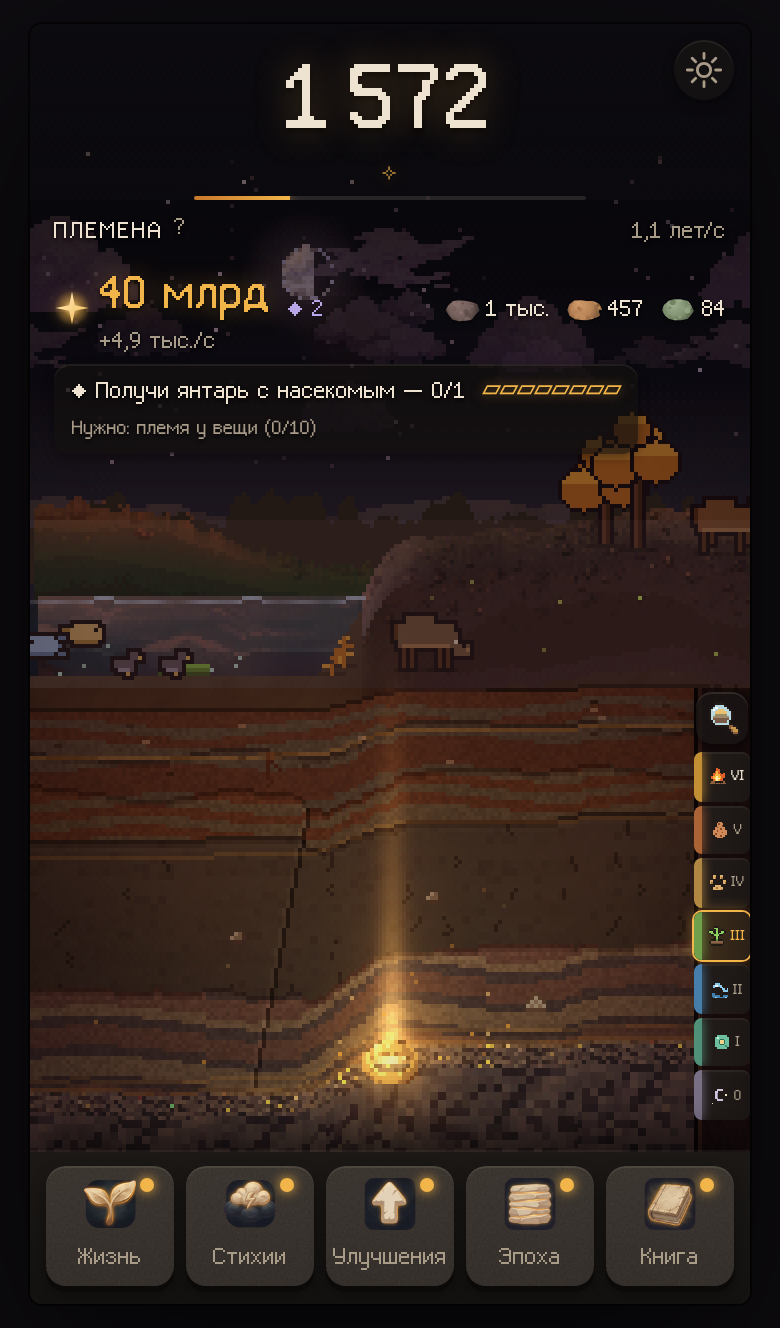 1 572
ПЛЕМЕНА ?
1,1 лет/с
40 млрд
2
1 тыс.
457
84
+4,9 тыс./с
Получи янтарь с насекомым — 0/1
Нужно: племя у вещи (0/10)
VI
V
IV
III
II
I
0
Жизнь
Стихии
Улучшения
Эпоха
Книга